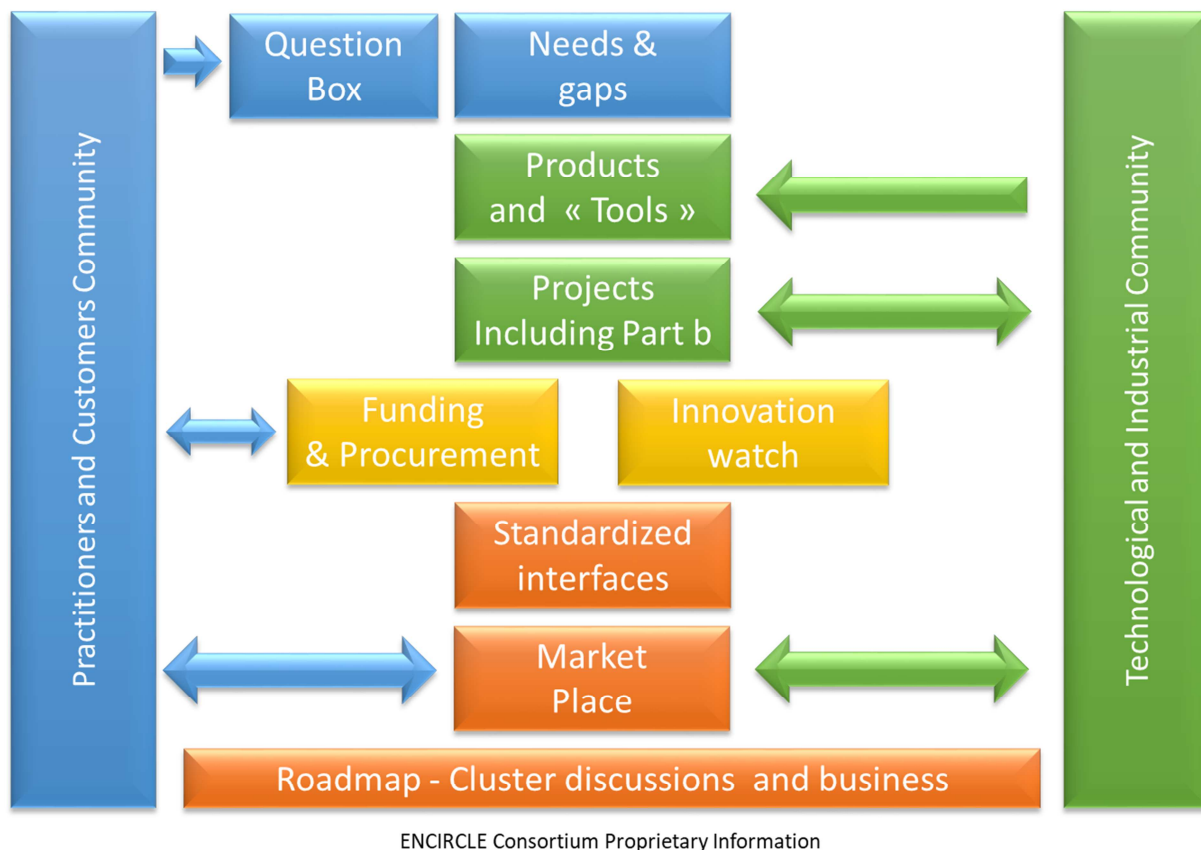 Practitioners and Customers Community
Question
Box
Needs &
gaps
Products
and « Tools »
Projects
Including Part b
Funding
& Procurement
Innovation
watch
Standardized
interfaces
Market
Place
Roadmap - Cluster discussions and business
Technological and Industrial Community
ENCIRCLE Consortium Proprietary Information